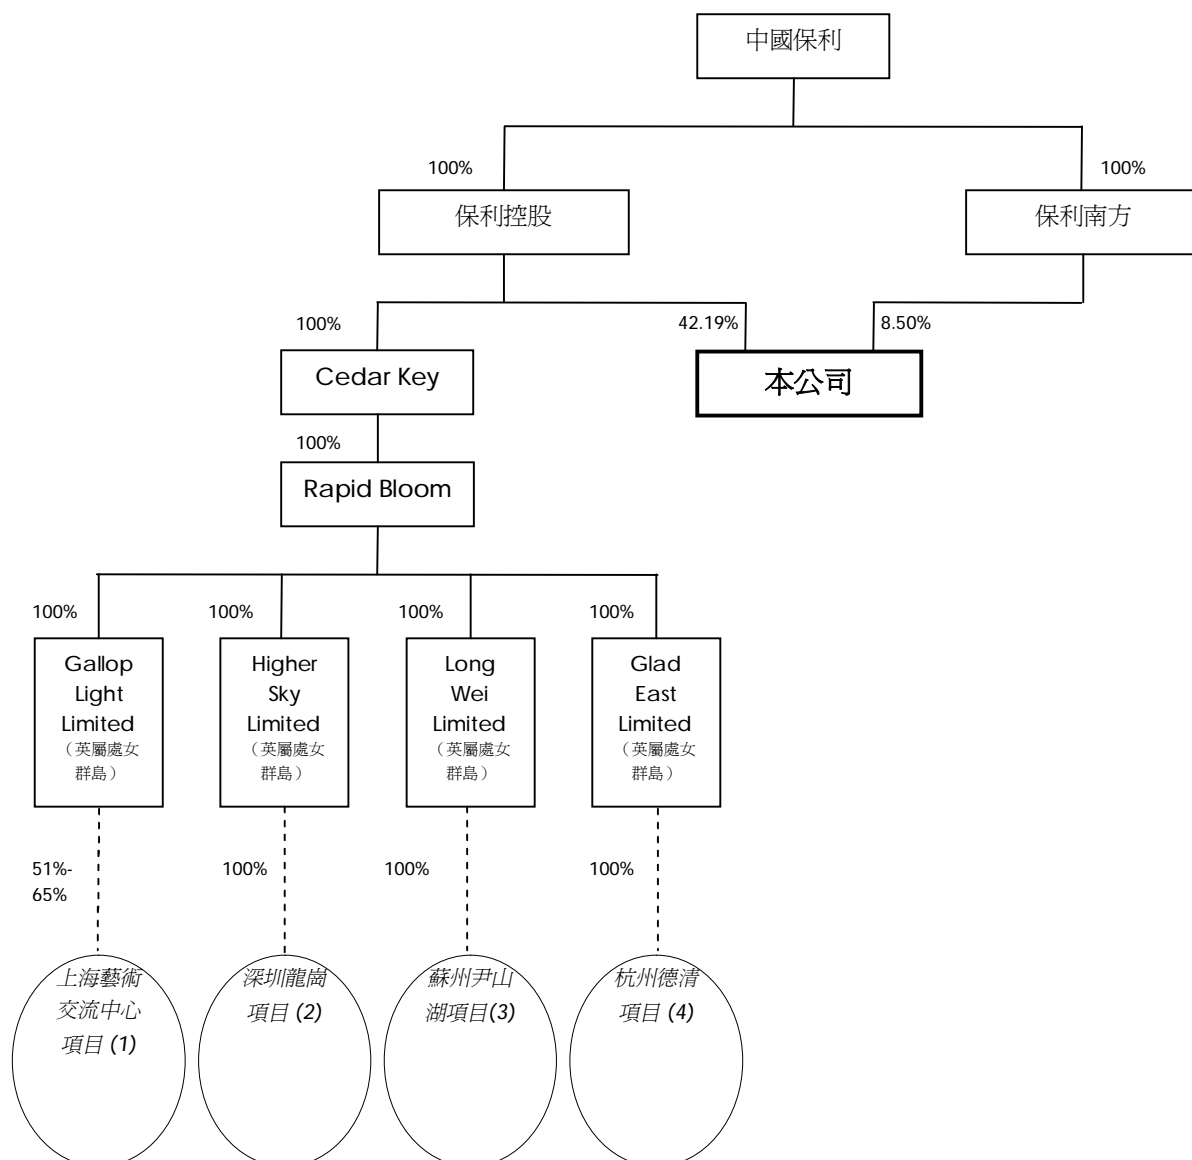 中國保利
100%
100%
保利控股
保利南方
100%
42.19%
8.50%
Cedar Key
本公司
100%
Rapid Bloom
100%
100%
100%
100%
Gallop
Light
Limited
（英屬處女
群島）
Higher
Sky
Limited
（英屬處女
群島）
Long
Wei
Limited
（英屬處女
群島）
Glad
East
Limited
（英屬處女
群島）
51%-
65%
100%
100%
100%
上海藝術
交流中心
項目 (1)
深圳龍崗
項目 (2)
蘇州尹山
湖項目(3)
杭州德清
項目 (4)